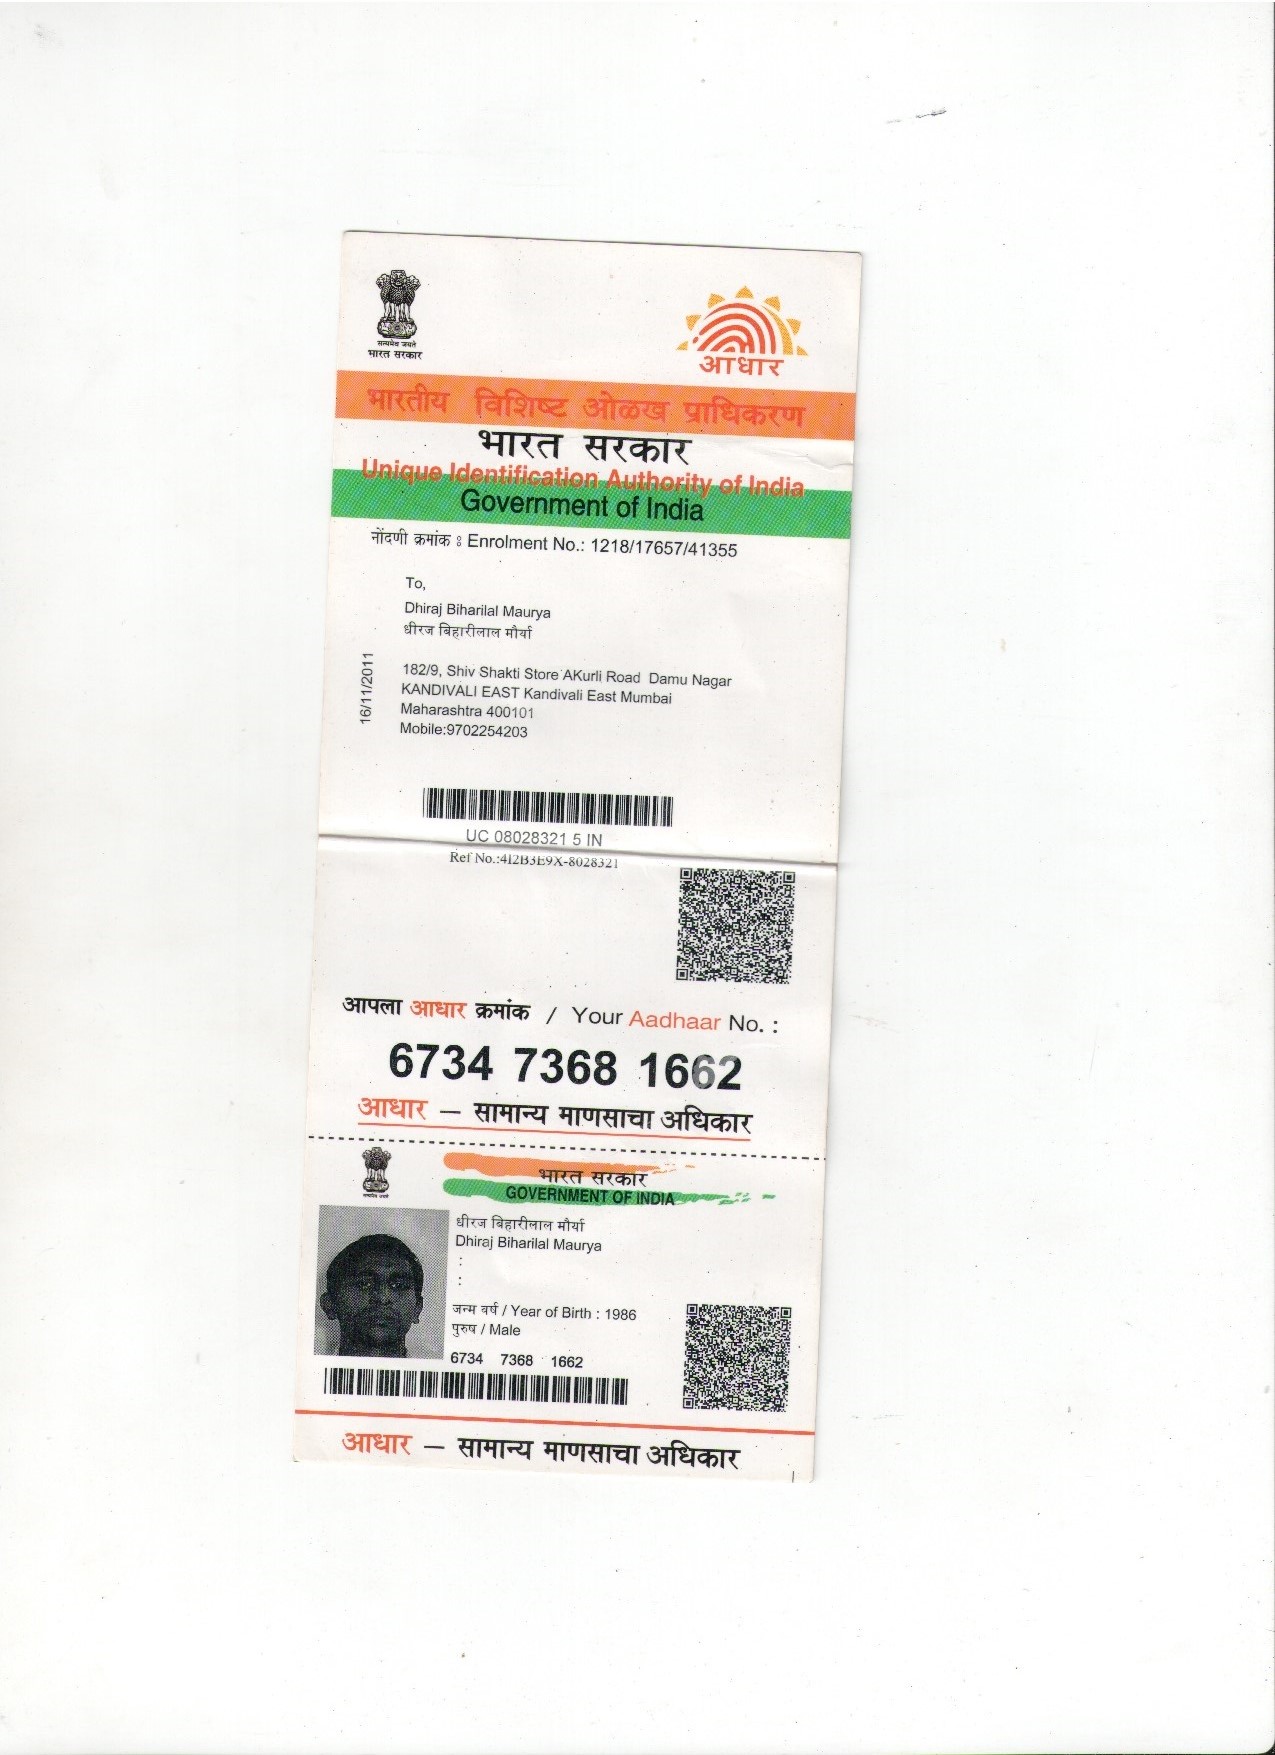 सत्यमेव जयते
भारत सरकार
आधार
भारतीय विशिष्ट ओळख प्राधिकरण
भारत सरकार
Unique Identification Authority of India
Government of India
नोंदणी क्रमांक : Enrolment No.: 1218/17657/41355
To,
Dhiraj Biharilal Maurya
धीरज बिहारीलाल मौर्या
16/11/2011
182/9, Shiv Shakti Store AKurli Road Damu Nagar
KANDIVALI EAST Kandivali East Mumbai
Maharashtra 400101
Mobile:9702254203
UC 08028321 5 IN
Ref No.:4I2B3E9X-8028321
आपला आधार क्रमांक / Your Aadhaar No. :
6734 7368 1662
आधार – सामान्य माणसाचा अधिकार
सत्यमेव जयते
भारत सरकार
GOVERNMENT OF INDIA
धीरज बिहारीलाल मौर्या
Dhiraj Biharilal Maurya
:
:
जन्म वर्ष / Year of Birth : 1986
पुरुष / Male
6734 7368 1662
आधार – सामान्य माणसाचा अधिकार